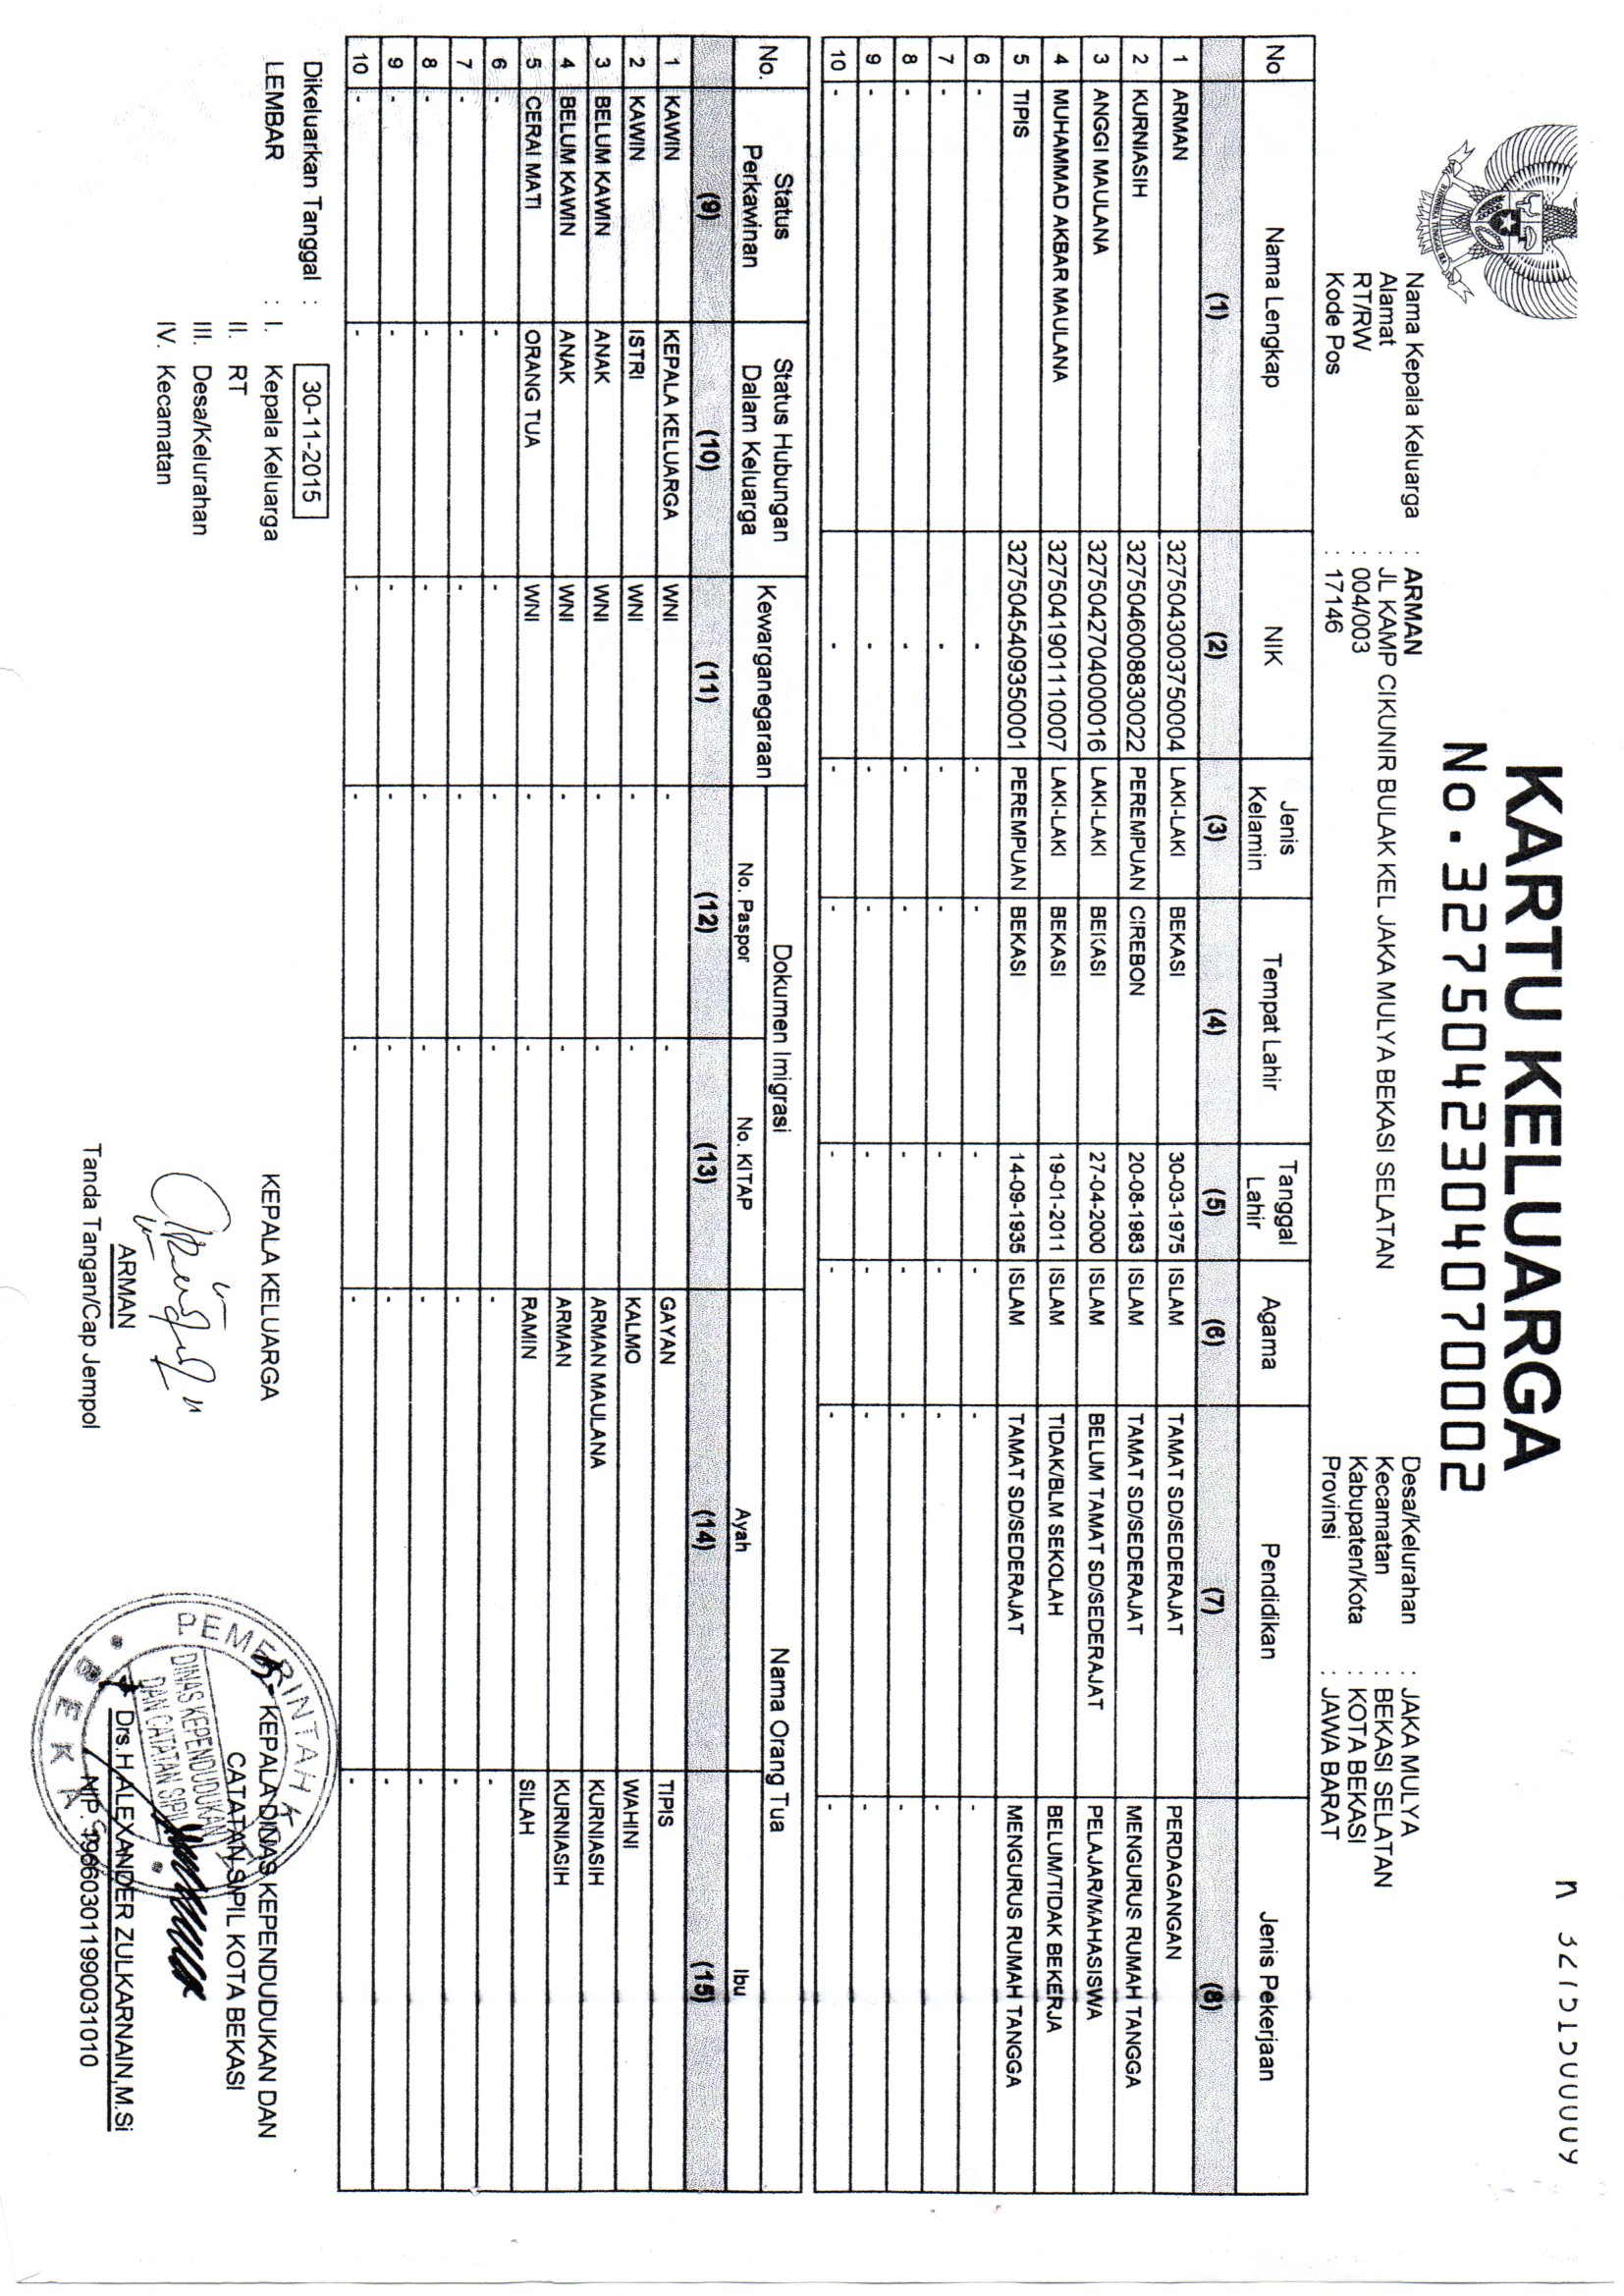 BHINNEKA TUNGGAL IKA
KARTU KELUARGA
No.3275042304070002
Nama Kepala Keluarga : ARMAN
Alamat : JL KAMP CIKUNIR BULAK KEL JAKA MULYA BEKASI SELATAN
RT/RW : 004/003
Kode Pos : 17146
Desa/Kelurahan : JAKA MULYA
Kecamatan : BEKASI SELATAN
Kabupaten/Kota : KOTA BEKASI
Provinsi : JAWA BARAT
No Nama Lengkap NIK Jenis Kelamin Tempat Lahir Tanggal Lahir Agama Pendidikan Jenis Pekerjaan
(1) (2) (3) (4) (5) (6) (7) (8)
1 ARMAN 3275043003750004 LAKI-LAKI BEKASI 30-03-1975 ISLAM TAMAT SD/SEDERAJAT PERDAGANGAN
2 KURNIASIH 3275046008830022 PEREMPUAN CIREBON 20-08-1983 ISLAM TAMAT SD/SEDERAJAT MENGURUS RUMAH TANGGA
3 ANGGI MAULANA 3275042704000016 LAKI-LAKI BEKASI 27-04-2000 ISLAM BELUM TAMAT SD/SEDERAJAT PELAJAR/MAHASISWA
4 MUHAMMAD AKBAR MAULANA 3275041901110007 LAKI-LAKI BEKASI 19-01-2011 ISLAM TIDAK/BLM SEKOLAH BELUM/TIDAK BEKERJA
5 TIPIS 3275045409350001 PEREMPUAN BEKASI 14-09-1935 ISLAM TAMAT SD/SEDERAJAT MENGURUS RUMAH TANGGA
6 - - - - - - - -
7 - - - - - - - -
8 - - - - - - - -
9 - - - - - - - -
10 - - - - - - - -
No. Status Perkawinan Status Hubungan Dalam Keluarga Kewarganegaraan Dokumen Imigrasi Nama Orang Tua
No. Paspor No. KITAP Ayah Ibu
(9) (10) (11) (12) (13) (14) (15)
1 KAWIN KEPALA KELUARGA WNI - - GAYAN TIPIS
2 KAWIN ISTRI WNI - - KALMO WAHINI
3 BELUM KAWIN ANAK WNI - - ARMAN MAULANA KURNIASIH
4 BELUM KAWIN ANAK WNI - - ARMAN KURNIASIH
5 CERAI MATI ORANG TUA WNI - - RAMIN SILAH
6 - - - - - - -
7 - - - - - - -
8 - - - - - - -
9 - - - - - - -
10 - - - - - - -
Dikeluarkan Tanggal : 30-11-2015
LEMBAR : I. Kepala Keluarga
II. RT
III. Desa/Kelurahan
IV. Kecamatan
KEPALA KELUARGA
ARMAN
Tanda Tangan/Cap Jempol
KEPALA DINAS KEPENDUDUKAN DAN
CATATAN SIPIL KOTA BEKASI
PEMERINTAH KOTA
DINAS KEPENDUDUKAN
DAN CATATAN SIPIL
BEKASI
Drs.H.ALEXANDER ZULKARNAIN,M.Si
NIP. 196603011990031010